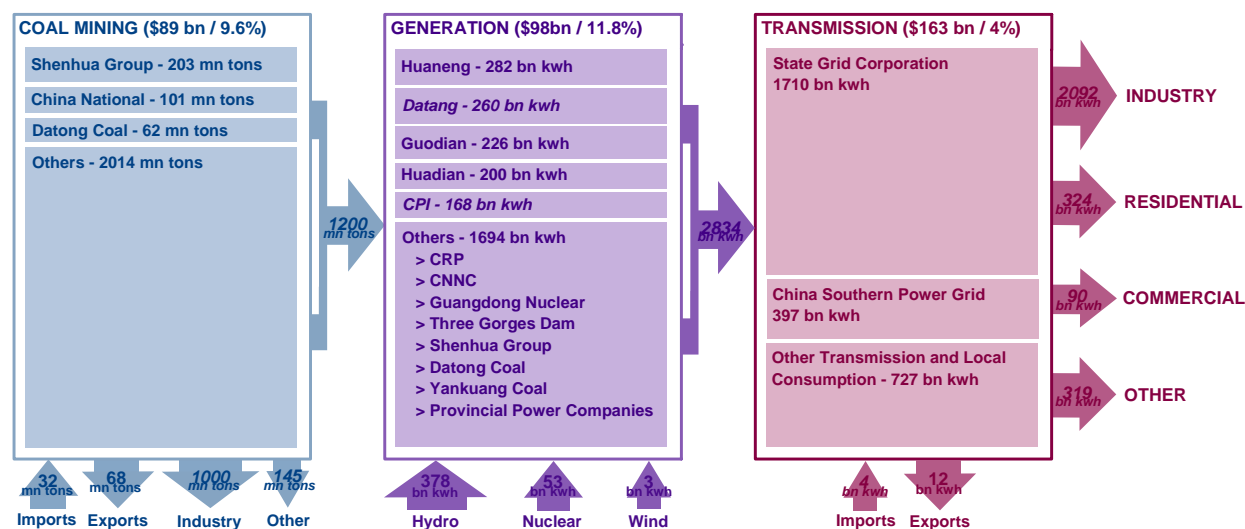 COAL MINING ($89 bn / 9.6%)
Shenhua Group - 203 mn tons
China National - 101 mn tons
Datong Coal - 62 mn tons
Others - 2014 mn tons
1200
mn tons
32
mn tons
Imports
68
mn tons
Exports
1000
mn tons
Industry
145
mn tons
Other
GENERATION ($98bn / 11.8%)
Huaneng - 282 bn kwh
Datang - 260 bn kwh
Guodian - 226 bn kwh
Huadian - 200 bn kwh
CPI - 168 bn kwh
Others - 1694 bn kwh
> CRP
> CNNC
> Guangdong Nuclear
> Three Gorges Dam
> Shenhua Group
> Datong Coal
> Yankuang Coal
> Provincial Power Companies
2834
bn kwh
378
bn kwh
Hydro
53
bn kwh
Nuclear
3
bn kwh
Wind
TRANSMISSION ($163 bn / 4%)
State Grid Corporation
1710 bn kwh
China Southern Power Grid
397 bn kwh
Other Transmission and Local
Consumption - 727 bn kwh
4
bn kwh
Imports
12
bn kwh
Exports
2092
bn kwh
INDUSTRY
324
bn kwh
RESIDENTIAL
90
bn kwh
COMMERCIAL
319
bn kwh
OTHER